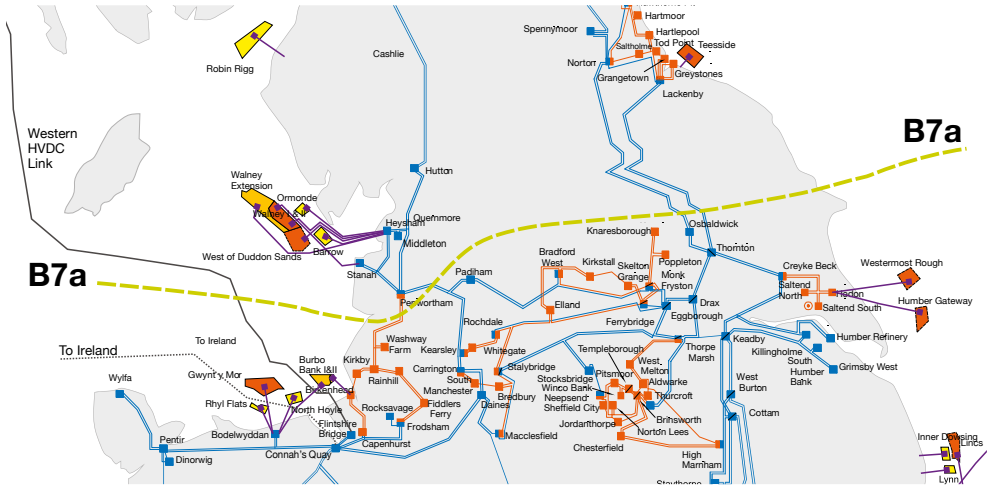 Hartmoor
Spennymoor
Hartlepool
Saltholme
Tod Point
Teesside
Norton
Grangetown
Greystones
Lackenby
Cashlie
Robin Rigg
B7a
Western
HVDC
Link
Hutton
Walney
Extension
Ormonde
Walney I & II
Quernmore
Heysham
Middleton
Barrow
West of Duddon Sands
Stanah
Knaresborough
Osbaldwick
Thornton
B7a
Padiham
Bradford
West
Kirkstall
Skelton
Grange
Poppleton
Monk
Fryston
Creyke Beck
Saltend
North
Hedon
Saltend South
Westermost Rough
Humber Gateway
Penwortham
Elland
Drax
Eggborough
Ferrybridge
Rochdale
Washway
Farm
Kearsley
Whitegate
Templeborough
Thorpe
Marsh
Keadby
Killingholme
Humber Refinery
South
Humber
Bank
Grimsby West
To Ireland
To Ireland
Burbo
Bank I&II
Kirkby
Rainhill
Carrington
South
Manchester
Stalybridge
Bredbury
Daines
Stocksbridge
Pitsmoor
Winco Bank
Neepsend
Sheffield City
Jordanthorpe
West
Melton
Aldwarke
Thurcroft
Brinsworth
Norton Lees
Chesterfield
West
Burton
Cottam
High
Marnham
Wylfa
Gwynt y Mor
Rhyl Flats
Birkenhead
North Hoyle
Rocksavage
Fiddlers
Ferry
Frodsham
Flintshire
Bridge
Capenhurst
Bodelwyddan
Connah's Quay
Macclesfield
Pentir
Dinorwig
Staythorpe
Inner Dowsing
Lincs
Lynn